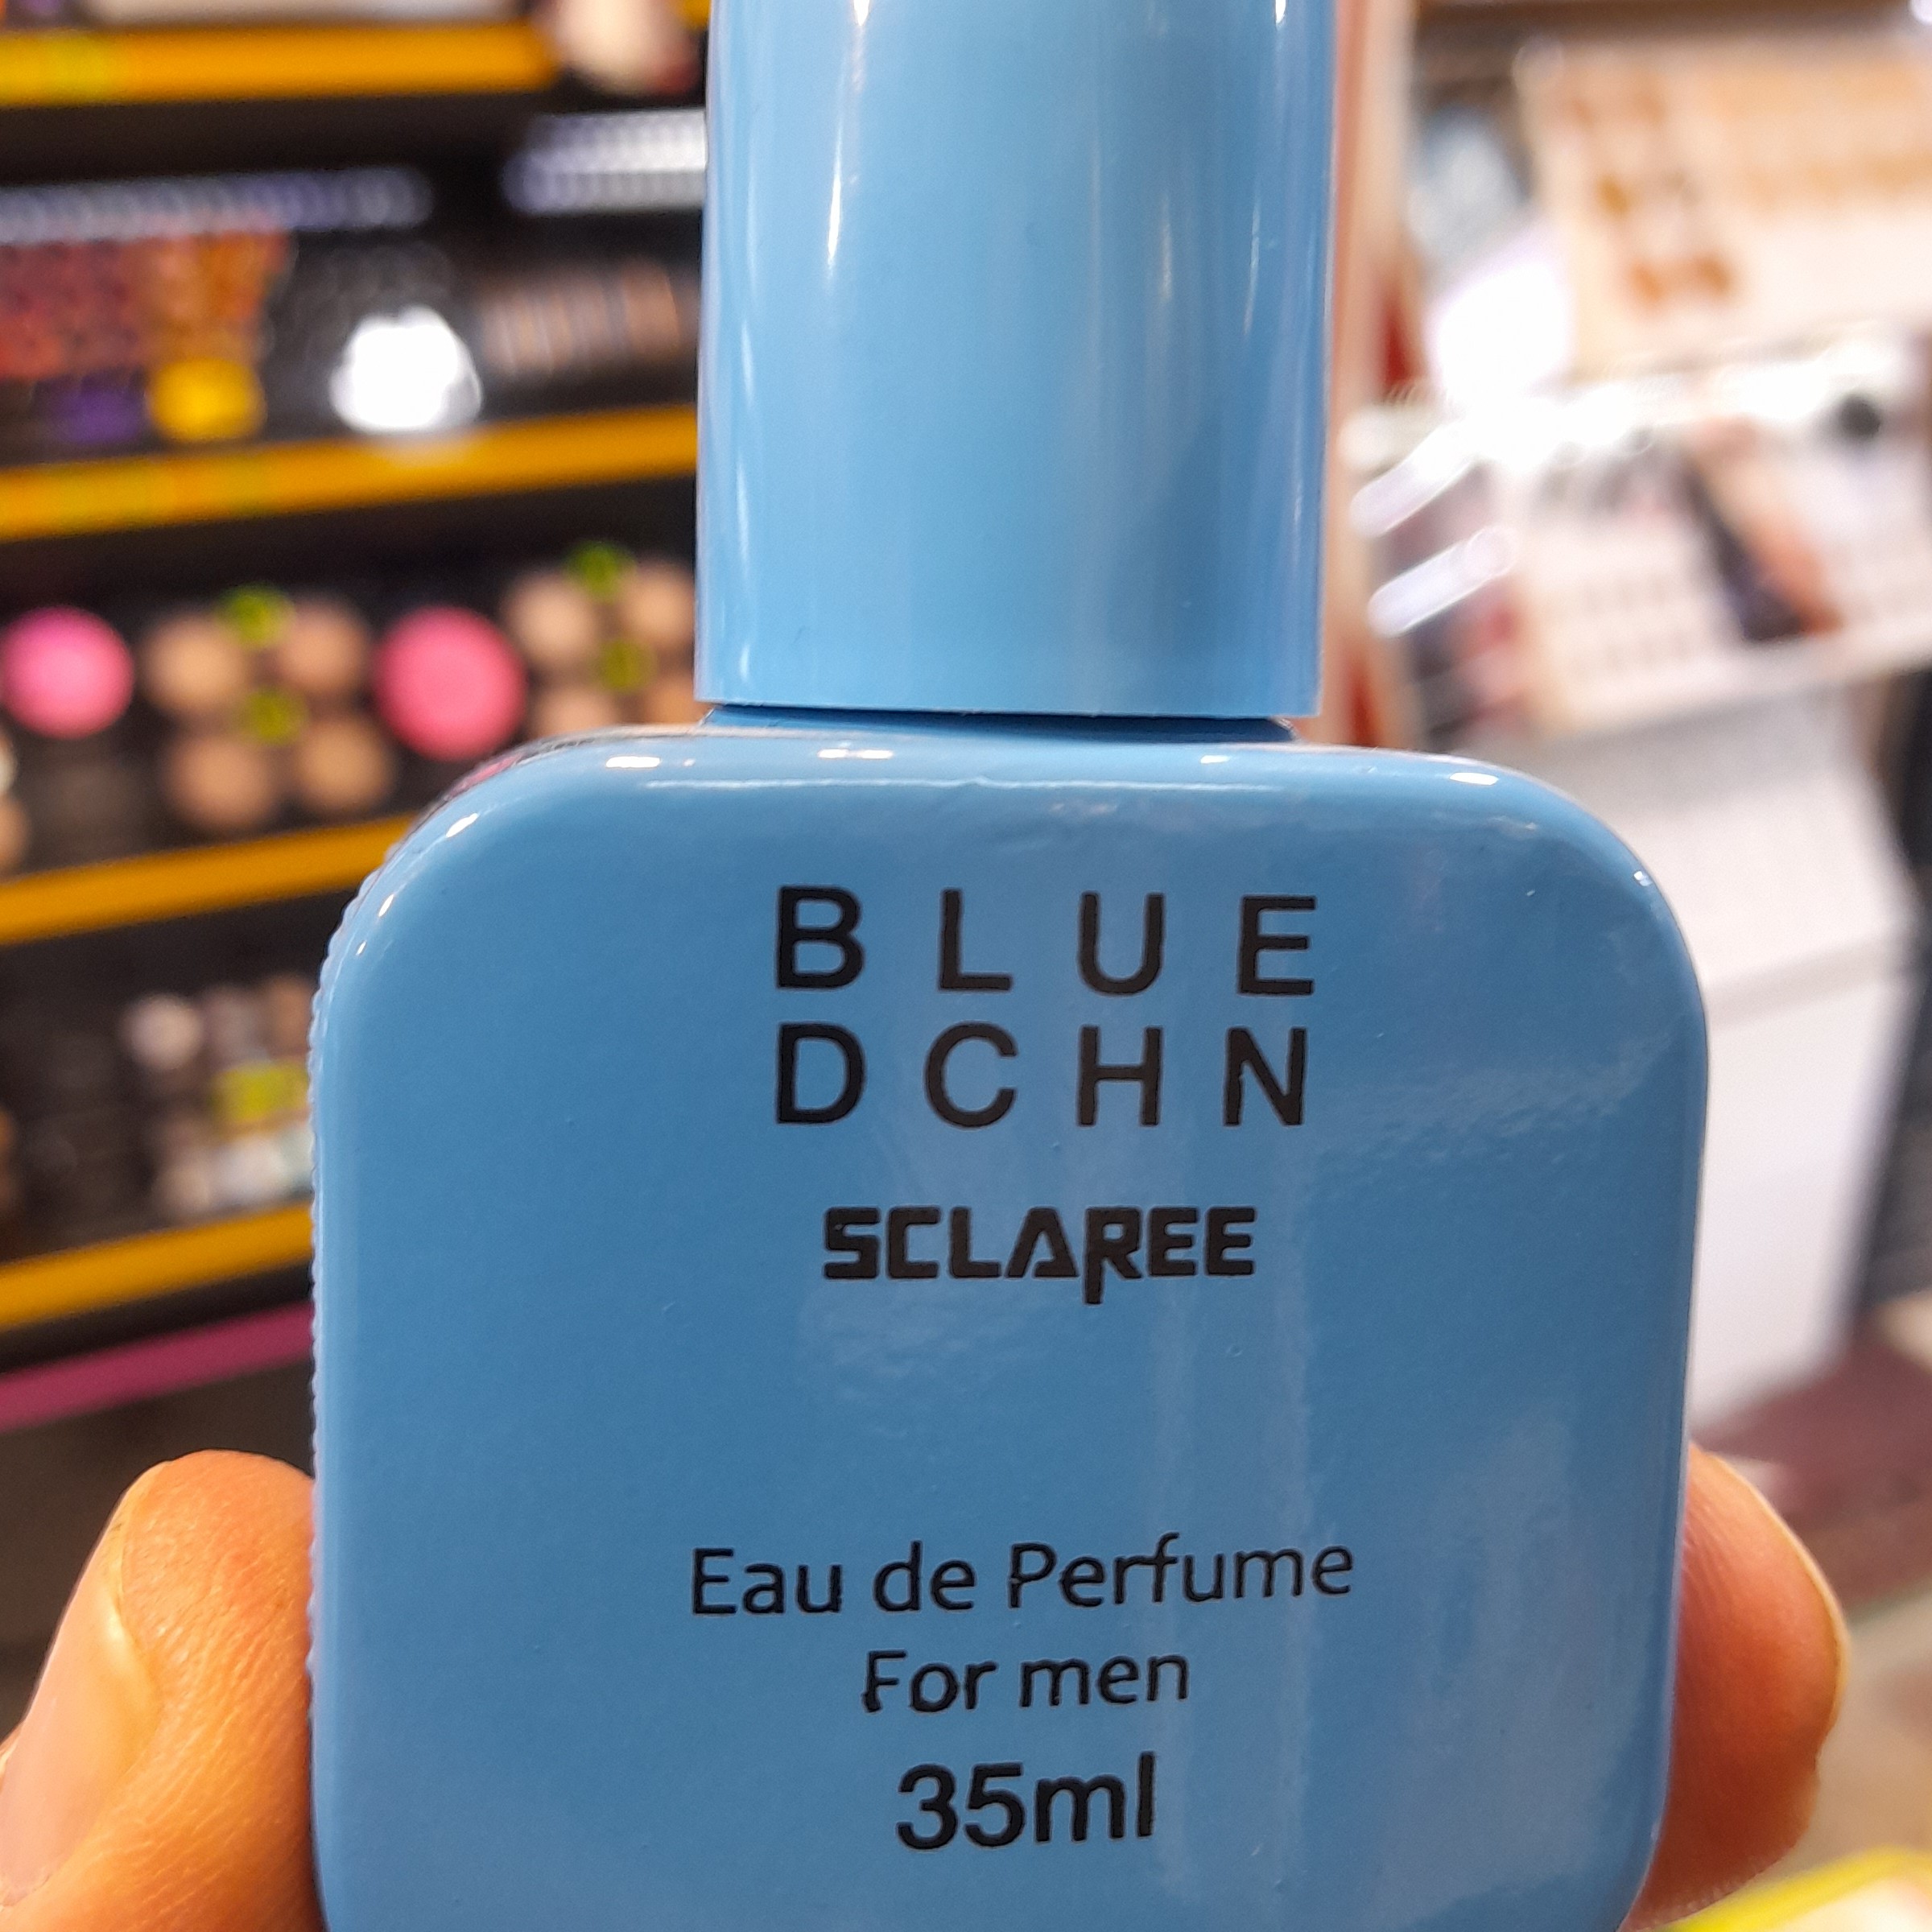 BLUE
DCHN
SCLAREE
Eau de Perfume
For men
35ml